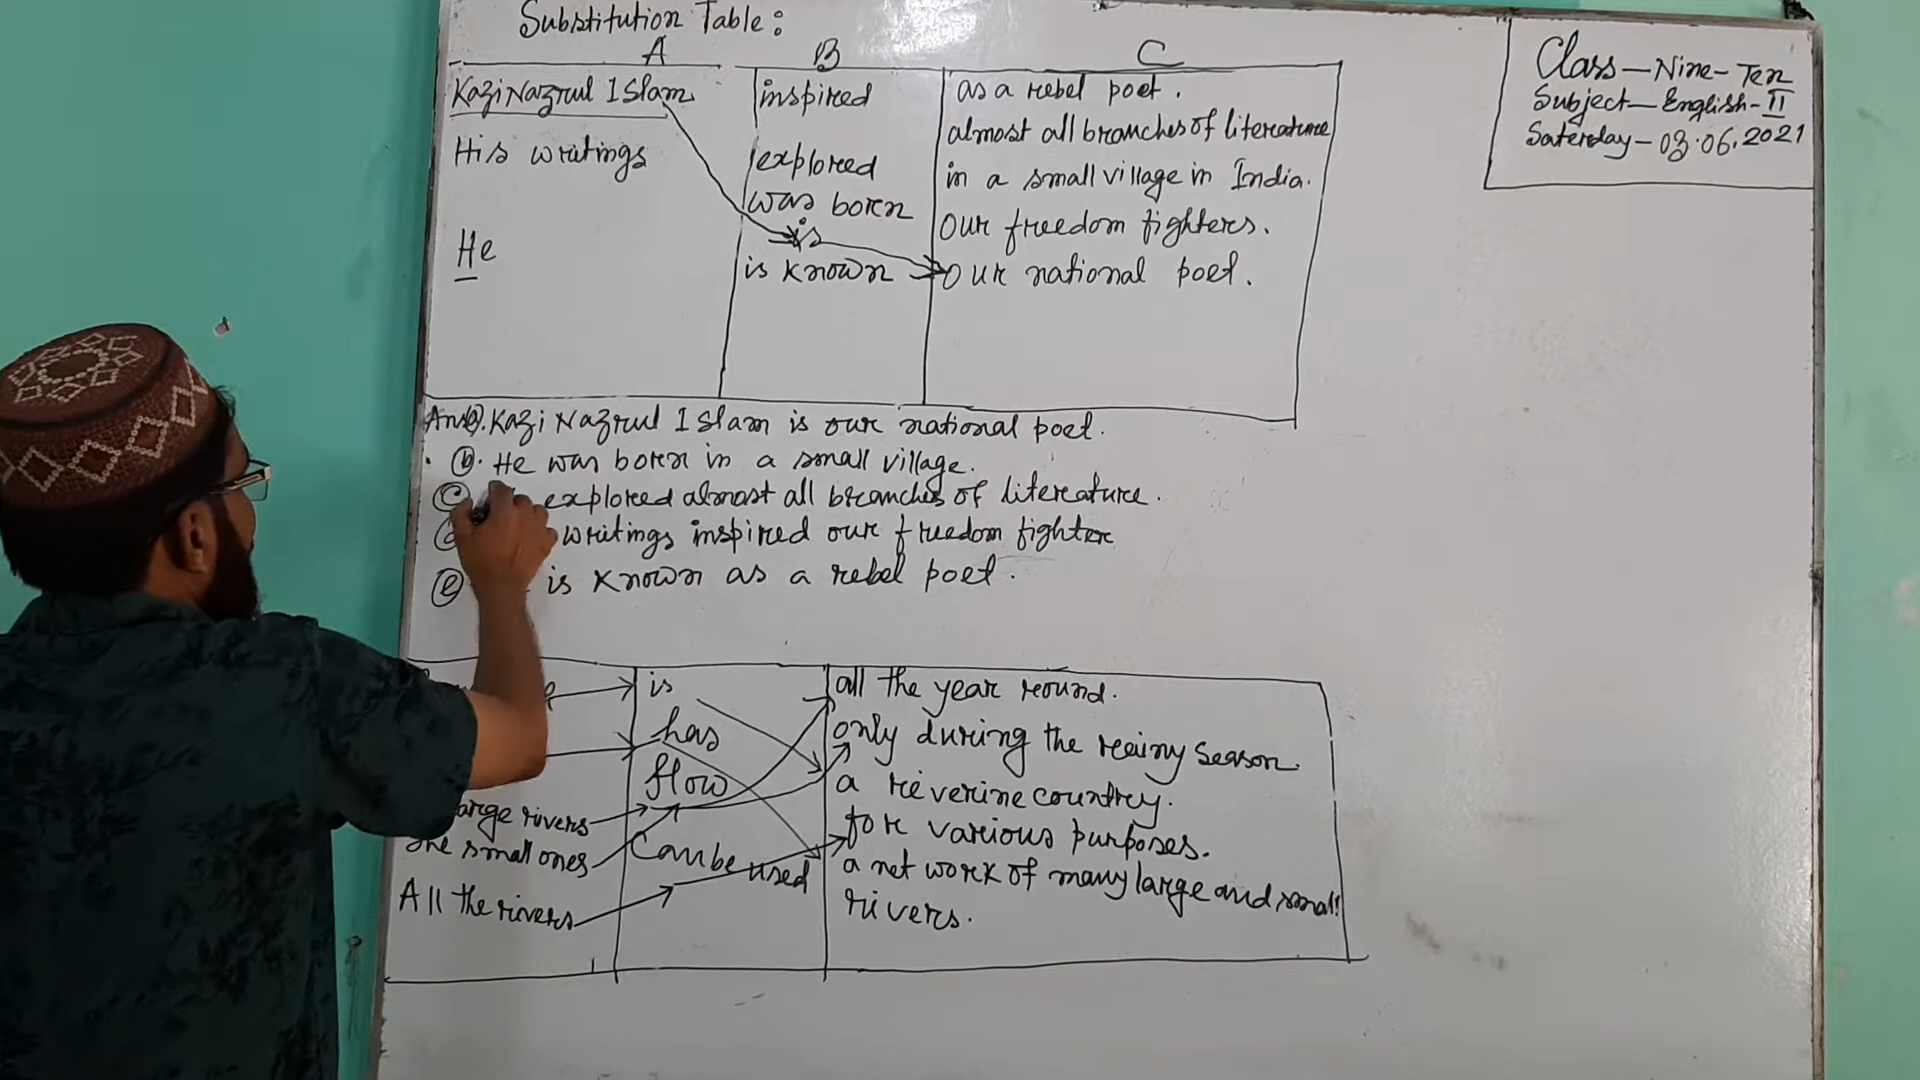 Substitution Table:
A B C
Kazi Nazrul ISlam inspired as a rebel poet.
almost all branches of literature
His writings explored in a small village in India.
was born our freedom fighters.
He is
is known our national poet.
Class-Nine-Ten
Subject-English-II
Saterday-03.06.2021
Ans(a). Kazi Nazrul ISlam is our national poet.
(b). He was born in a small village.
(c) explored almost all branches of literature.
writings inspired our freedom fighter
(e) is known as a rebel poet.
is all the year round.
has only during the rainy season.
flow a riverine country.
large rivers for various purposes.
The small ones Can be used a net work of many large and small
All the rivers rivers.